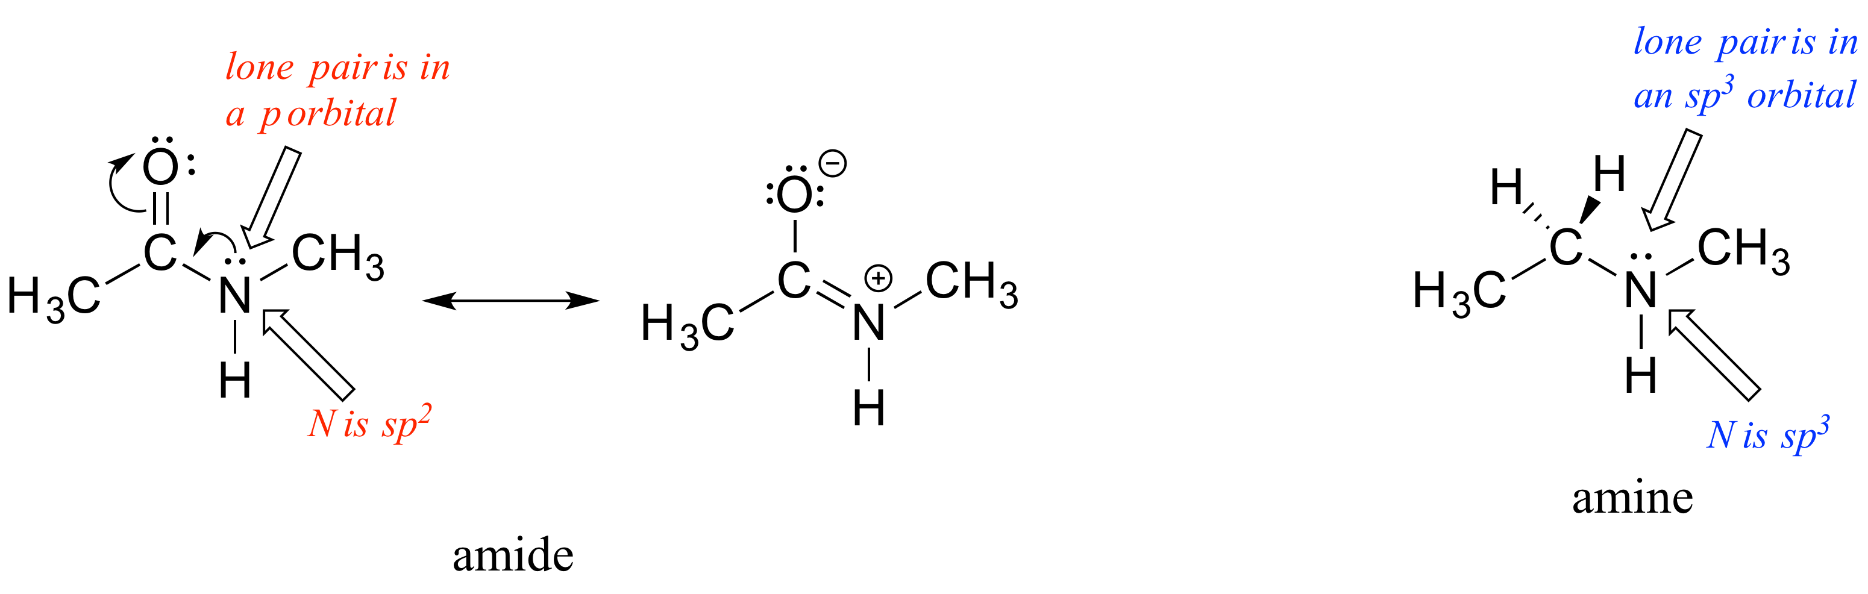 lone pair is in
a p orbital
O
C
H3C
N
CH3
H
N is sp2
O
−
C
H3C
N
+
CH3
H
amide
lone pair is in
an sp3 orbital
H
H
C
H3C
N
CH3
H
N is sp3
amine